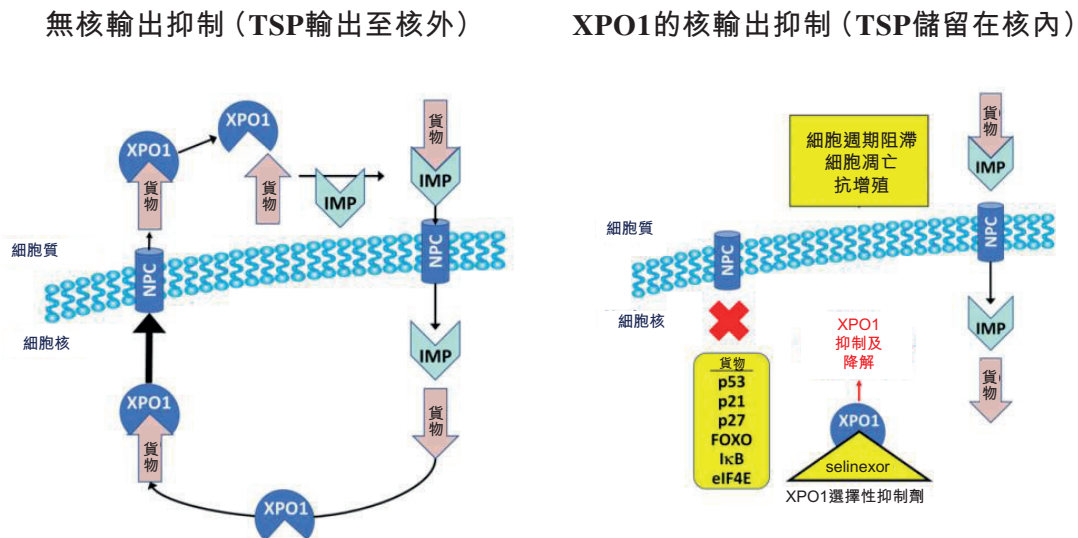 無核輸出抑制（TSP輸出至核外）
XPO1
XPO1
貨物
貨物
IMP
貨物
IMP
NPC
NPC
細胞質
細胞核
IMP
貨物
XPO1
貨物
XPO1
XPO1的核輸出抑制（TSP儲留在核內）
細胞週期阻滯
細胞凋亡
抗增殖
貨物
IMP
NPC
NPC
細胞質
細胞核
XPO1
抑制及
降解
貨物
p53
p21
p27
FOXO
IκB
eIF4E
IMP
貨物
XPO1
selinexor
XPO1選擇性抑制劑